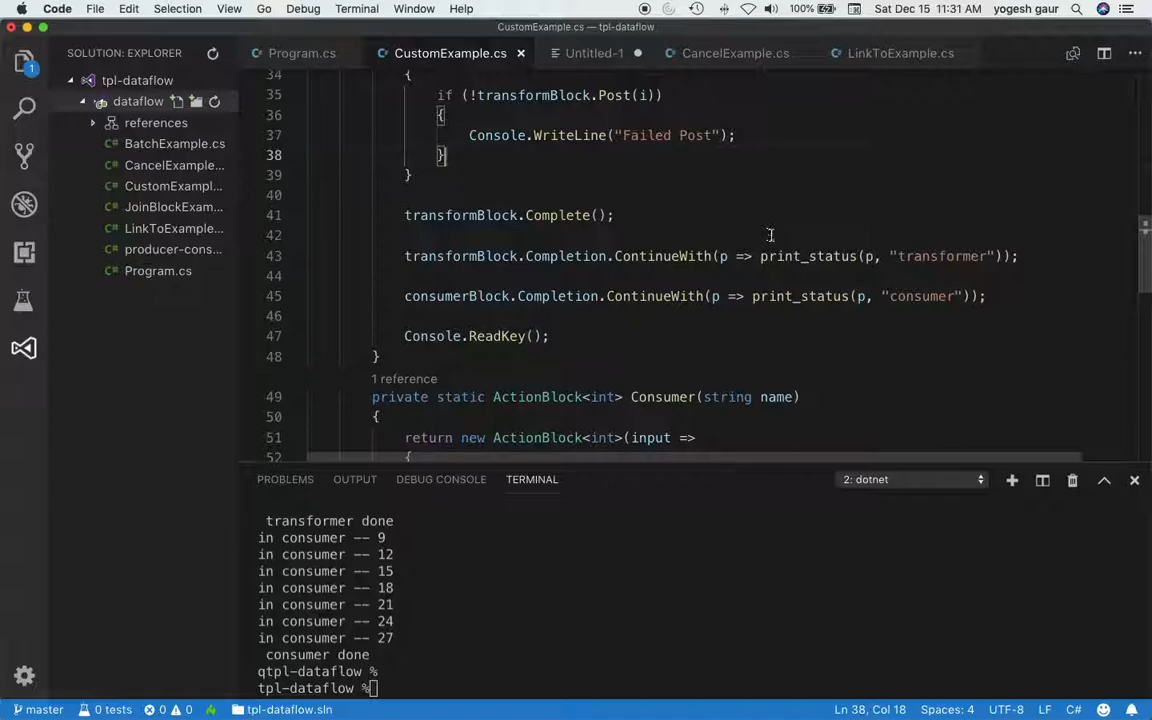 Code File Edit Selection View Go Debug Terminal Window Help 100% Sat Dec 15 11:31 AM yogesh gaur
CustomExample.cs — tpl-dataflow
SOLUTION: EXPLORER
Program.cs CustomExample.cs Untitled-1 CancelExample.cs LinkToExample.cs
1
tpl-dataflow
dataflow
references
BatchExample.cs
CancelExample...
CustomExampl...
JoinBlockExam...
LinkToExample...
producer-cons...
Program.cs
34 {
35 if (!transformBlock.Post(i))
36 {
37 Console.WriteLine("Failed Post");
38 }
39 }
40
41 transformBlock.Complete();
42
43 transformBlock.Completion.ContinueWith(p => print_status(p, "transformer"));
44
45 consumerBlock.Completion.ContinueWith(p => print_status(p, "consumer"));
46
47 Console.ReadKey();
48 }
1 reference
49 private static ActionBlock<int> Consumer(string name)
50 {
51 return new ActionBlock<int>(input =>
52 {
PROBLEMS OUTPUT DEBUG CONSOLE TERMINAL 2: dotnet
transformer done
in consumer -- 9
in consumer -- 12
in consumer -- 15
in consumer -- 18
in consumer -- 21
in consumer -- 24
in consumer -- 27
consumer done
qtpl-dataflow %
tpl-dataflow %
master 0 tests 0 0 tpl-dataflow.sln Ln 38, Col 18 Spaces: 4 UTF-8 LF C#